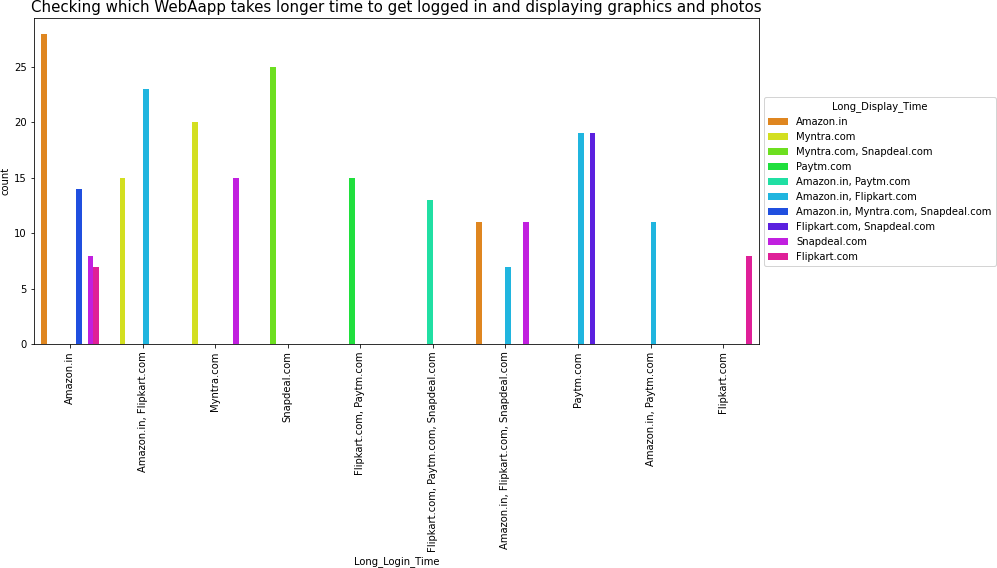 Checking which WebAapp takes longer time to get logged in and displaying graphics and photos
count
25
20
15
10
5
0
Amazon.in
Amazon.in, Flipkart.com
Myntra.com
Snapdeal.com
Flipkart.com, Paytm.com
Flipkart.com, Paytm.com, Snapdeal.com
Amazon.in, Flipkart.com, Snapdeal.com
Paytm.com
Amazon.in, Paytm.com
Flipkart.com
Long_Login_Time
Long_Display_Time
Amazon.in
Myntra.com
Myntra.com, Snapdeal.com
Paytm.com
Amazon.in, Paytm.com
Amazon.in, Flipkart.com
Amazon.in, Myntra.com, Snapdeal.com
Flipkart.com, Snapdeal.com
Snapdeal.com
Flipkart.com